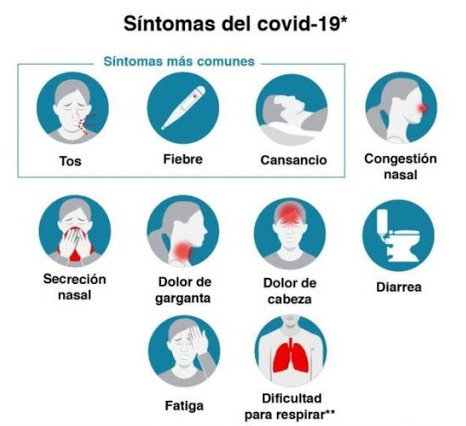 Síntomas del covid-19*
Síntomas más comunes
Tos
Fiebre
Cansancio
Congestión
nasal
Secreción
nasal
Dolor de
garganta
Dolor de
cabeza
Diarrea
Fatiga
Dificultad
para respirar**